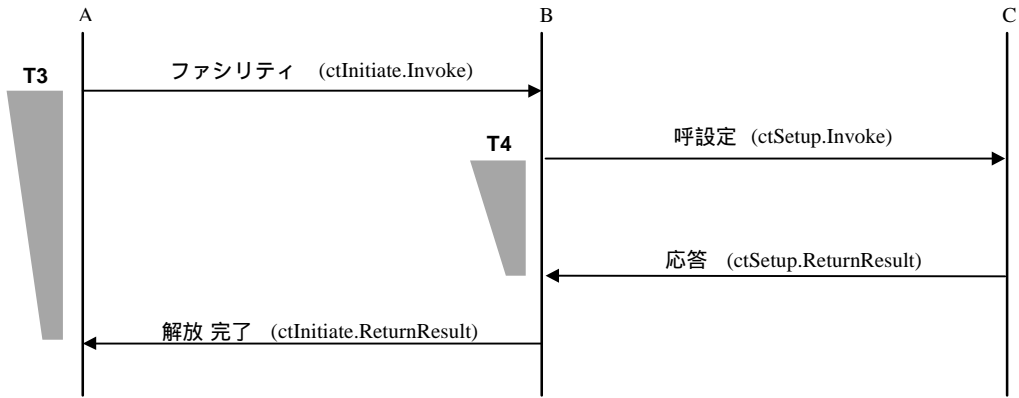 A
B
C
T3
ファシリティ (ctInitiate.Invoke)
T4
呼設定 (ctSetup.Invoke)
応答 (ctSetup.ReturnResult)
解放 完了 (ctInitiate.ReturnResult)